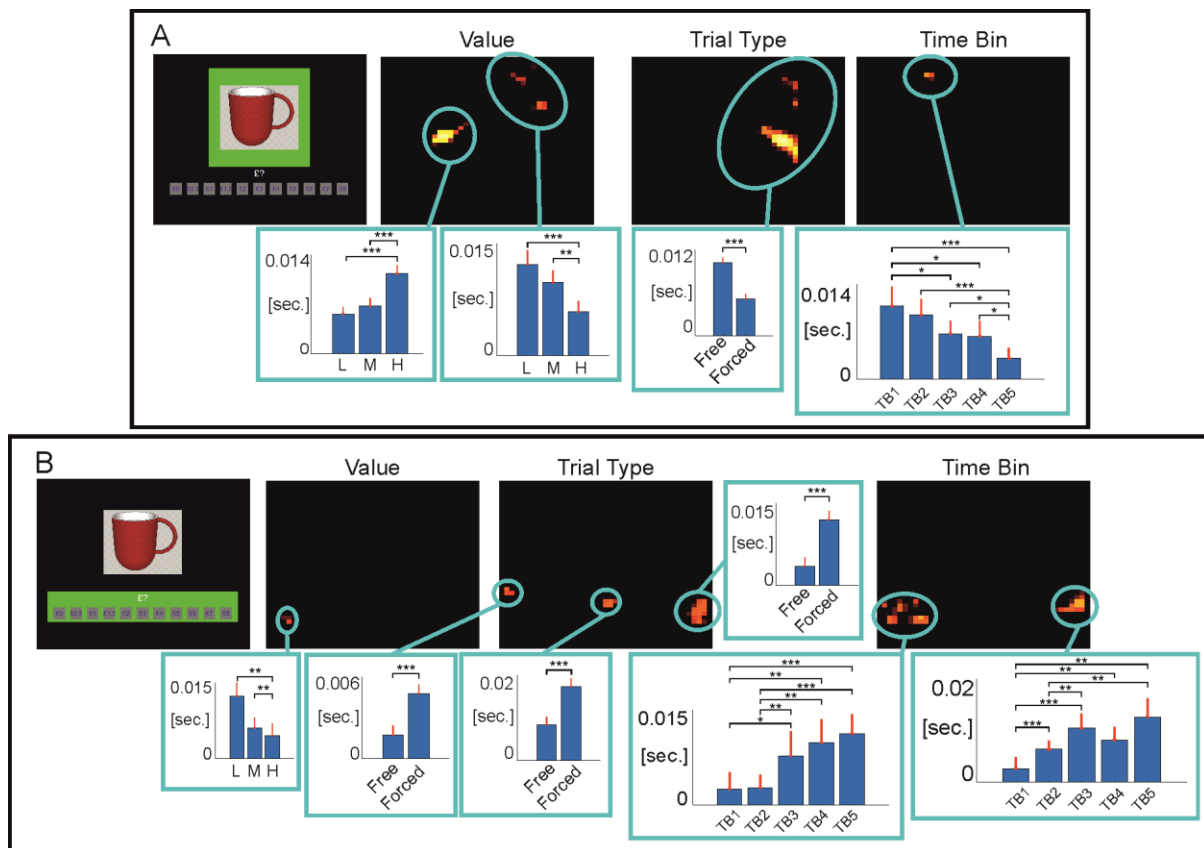 A
Value
Trial Type
Time Bin
£?
0.014
[sec.]
0
L M H
***
***
0.015
[sec.]
0
L M H
***
**
0.012
[sec.]
0
Free
Forced
***
0.014
[sec.]
0
TB1 TB2 TB3 TB4 TB5
***
*
*
***
*
*
B
Value
Trial Type
Time Bin
£?
0.015
[sec.]
0
Free
Forced
***
0.015
[sec.]
0
L M H
**
**
0.006
[sec.]
0
Free
Forced
***
0.02
[sec.]
0
Free
Forced
***
0.015
[sec.]
0
TB1 TB2 TB3 TB4 TB5
***
**
***
**
**
*
0.02
[sec.]
0
TB1 TB2 TB3 TB4 TB5
**
**
**
**
***
***